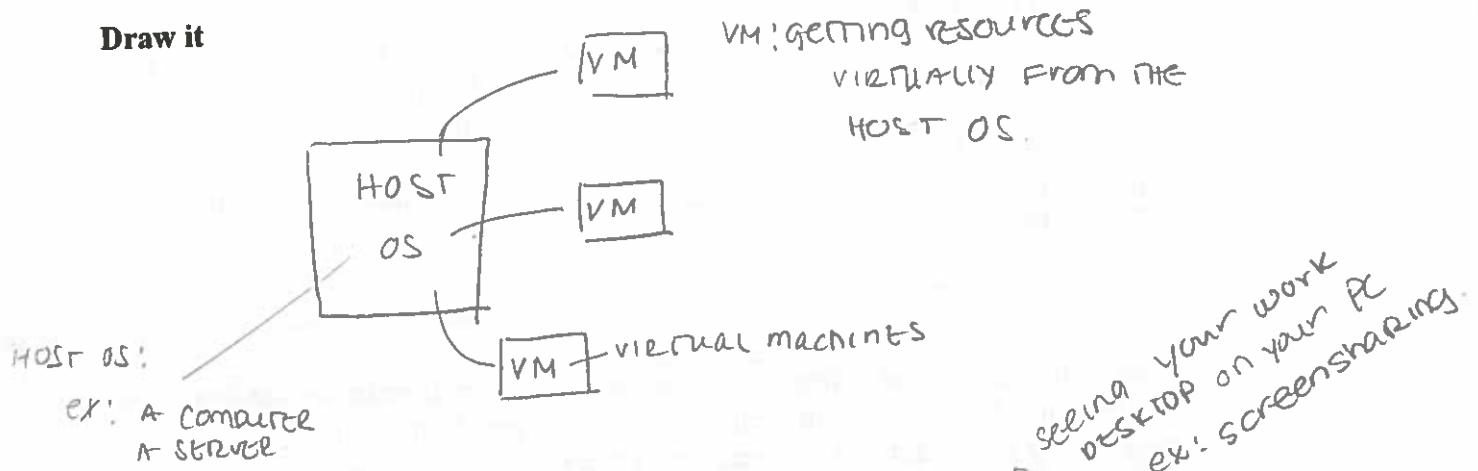 Draw it
VM
VM: getting resources
virtually from the
HOST OS.
HOST
OS
VM
VM
virtual machines
HOST OS:
ex: A computer
A server
seeing your work
Desktop on your PC
ex: screensharing.